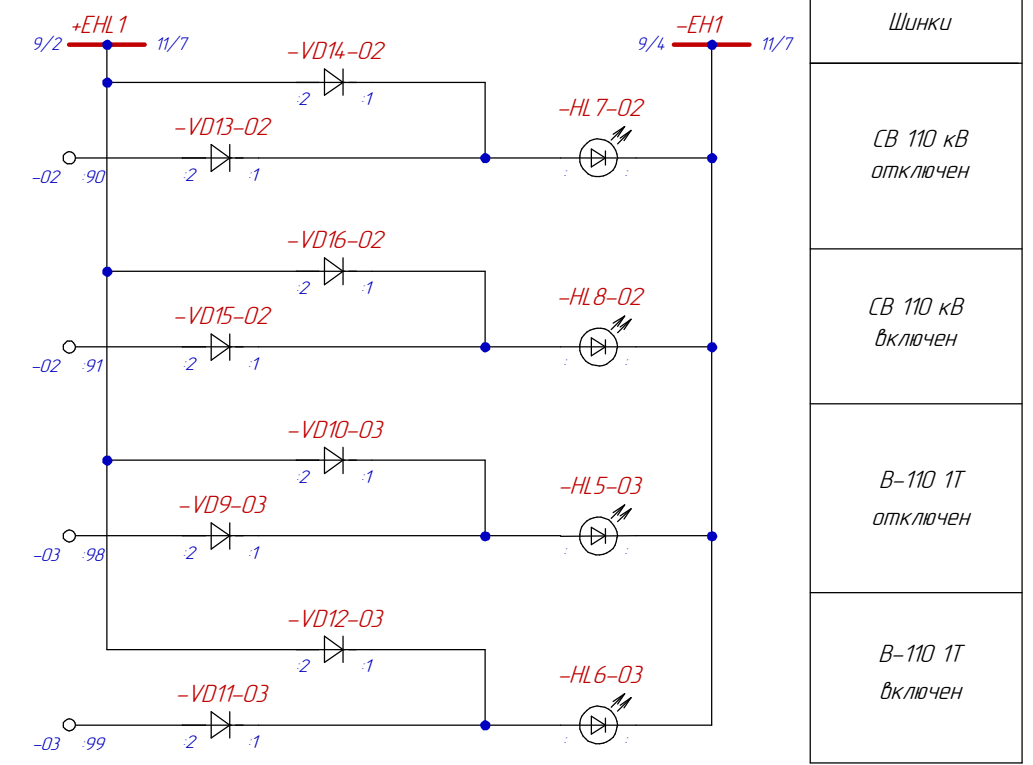 +EHL1
9/2
11/7
-EH1
9/4
11/7
Шинки
-VD14-02
:2
:1
-HL7-02
-VD13-02
:2
:1
-02
:90
:
:
СВ 110 кВ
отключен
-VD16-02
:2
:1
-HL8-02
-VD15-02
:2
:1
-02
:91
:
:
СВ 110 кВ
включен
-VD10-03
:2
:1
-HL5-03
-VD9-03
:2
:1
-03
:98
:
:
В-110 1Т
отключен
-VD12-03
:2
:1
-HL6-03
-VD11-03
:2
:1
-03
:99
:
:
В-110 1Т
включен